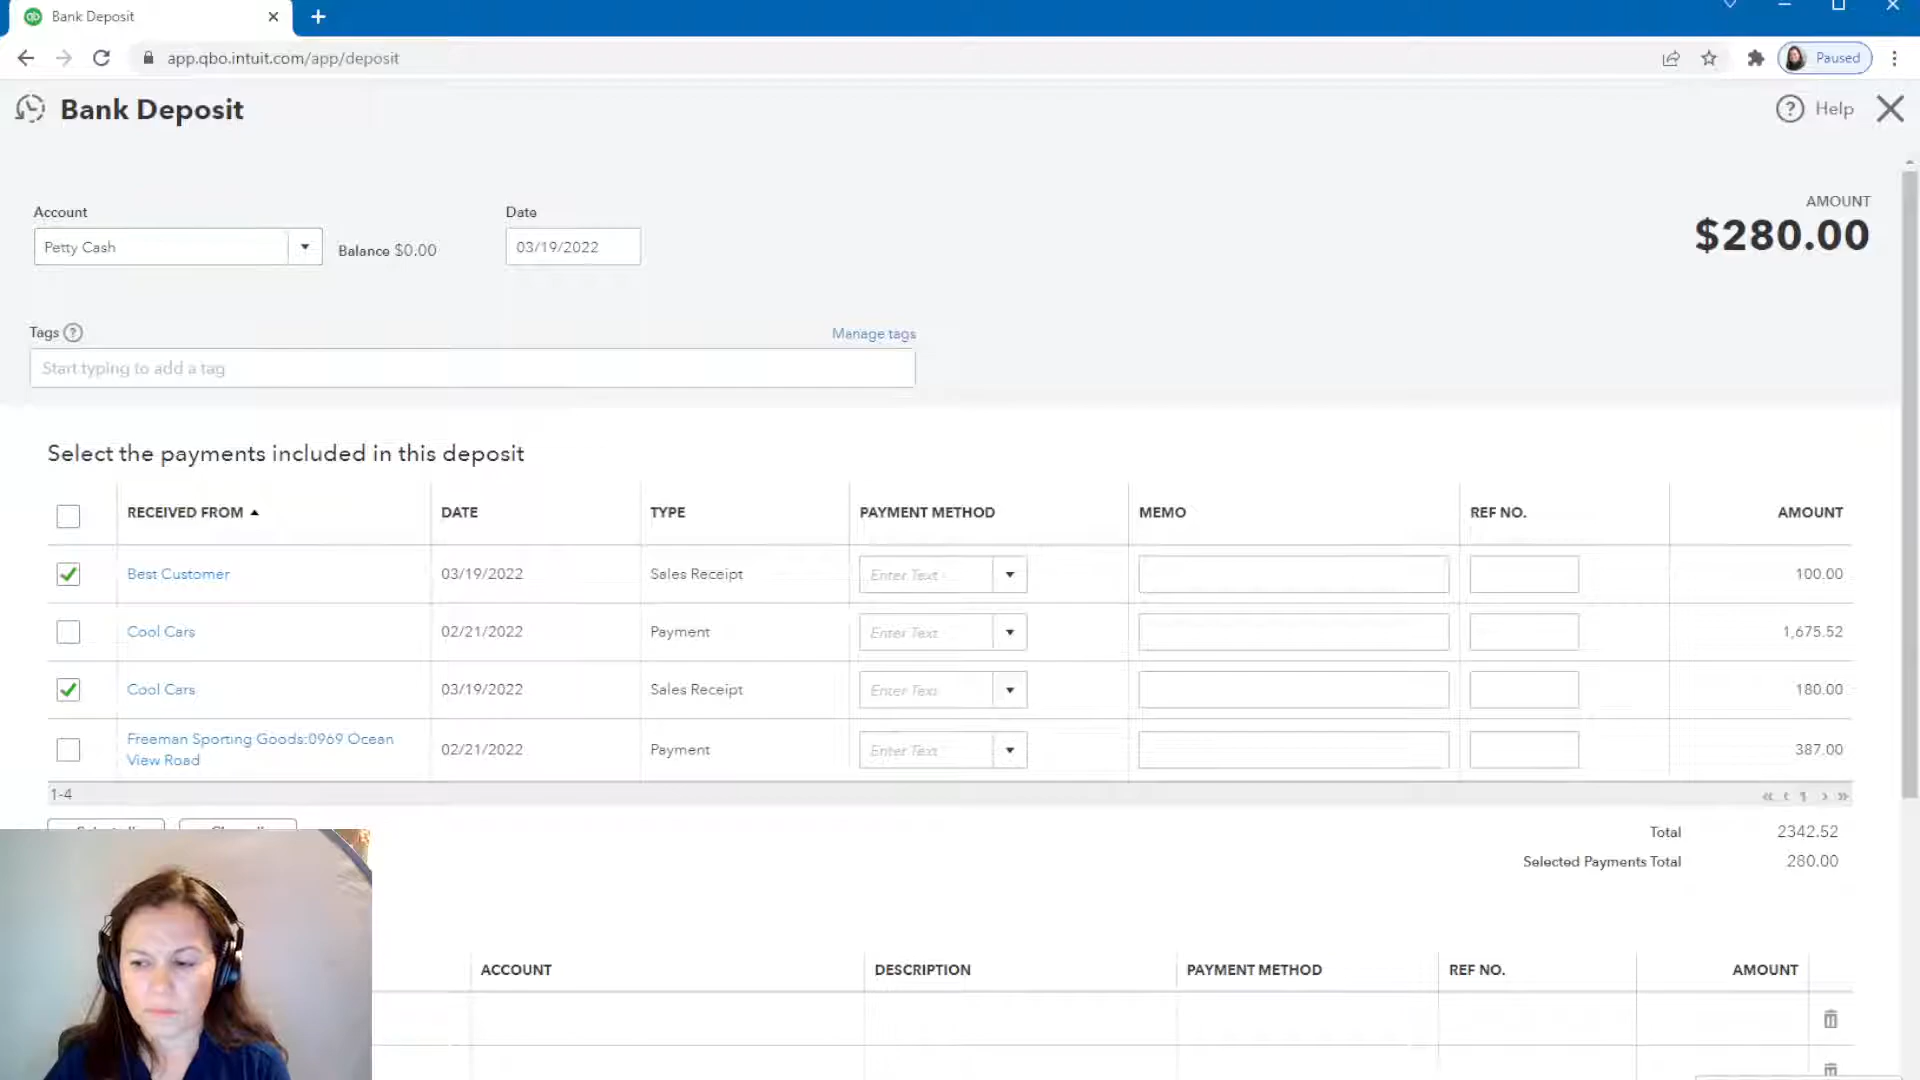 Bank Deposit
app.qbo.intuit.com/app/deposit
Paused
Bank Deposit
Help
Account
Date
AMOUNT
Petty Cash
Balance $0.00
03/19/2022
$280.00
Tags
Manage tags
Start typing to add a tag
Select the payments included in this deposit
RECEIVED FROM DATE TYPE PAYMENT METHOD MEMO REF NO. AMOUNT
Best Customer 03/19/2022 Sales Receipt Enter Text 100.00
Cool Cars 02/21/2022 Payment Enter Text 1,675.52
Cool Cars 03/19/2022 Sales Receipt Enter Text 180.00
Freeman Sporting Goods:0969 Ocean
View Road
02/21/2022 Payment Enter Text 387.00
1-4
Total 2342.52
Selected Payments Total 280.00
ACCOUNT DESCRIPTION PAYMENT METHOD REF NO. AMOUNT